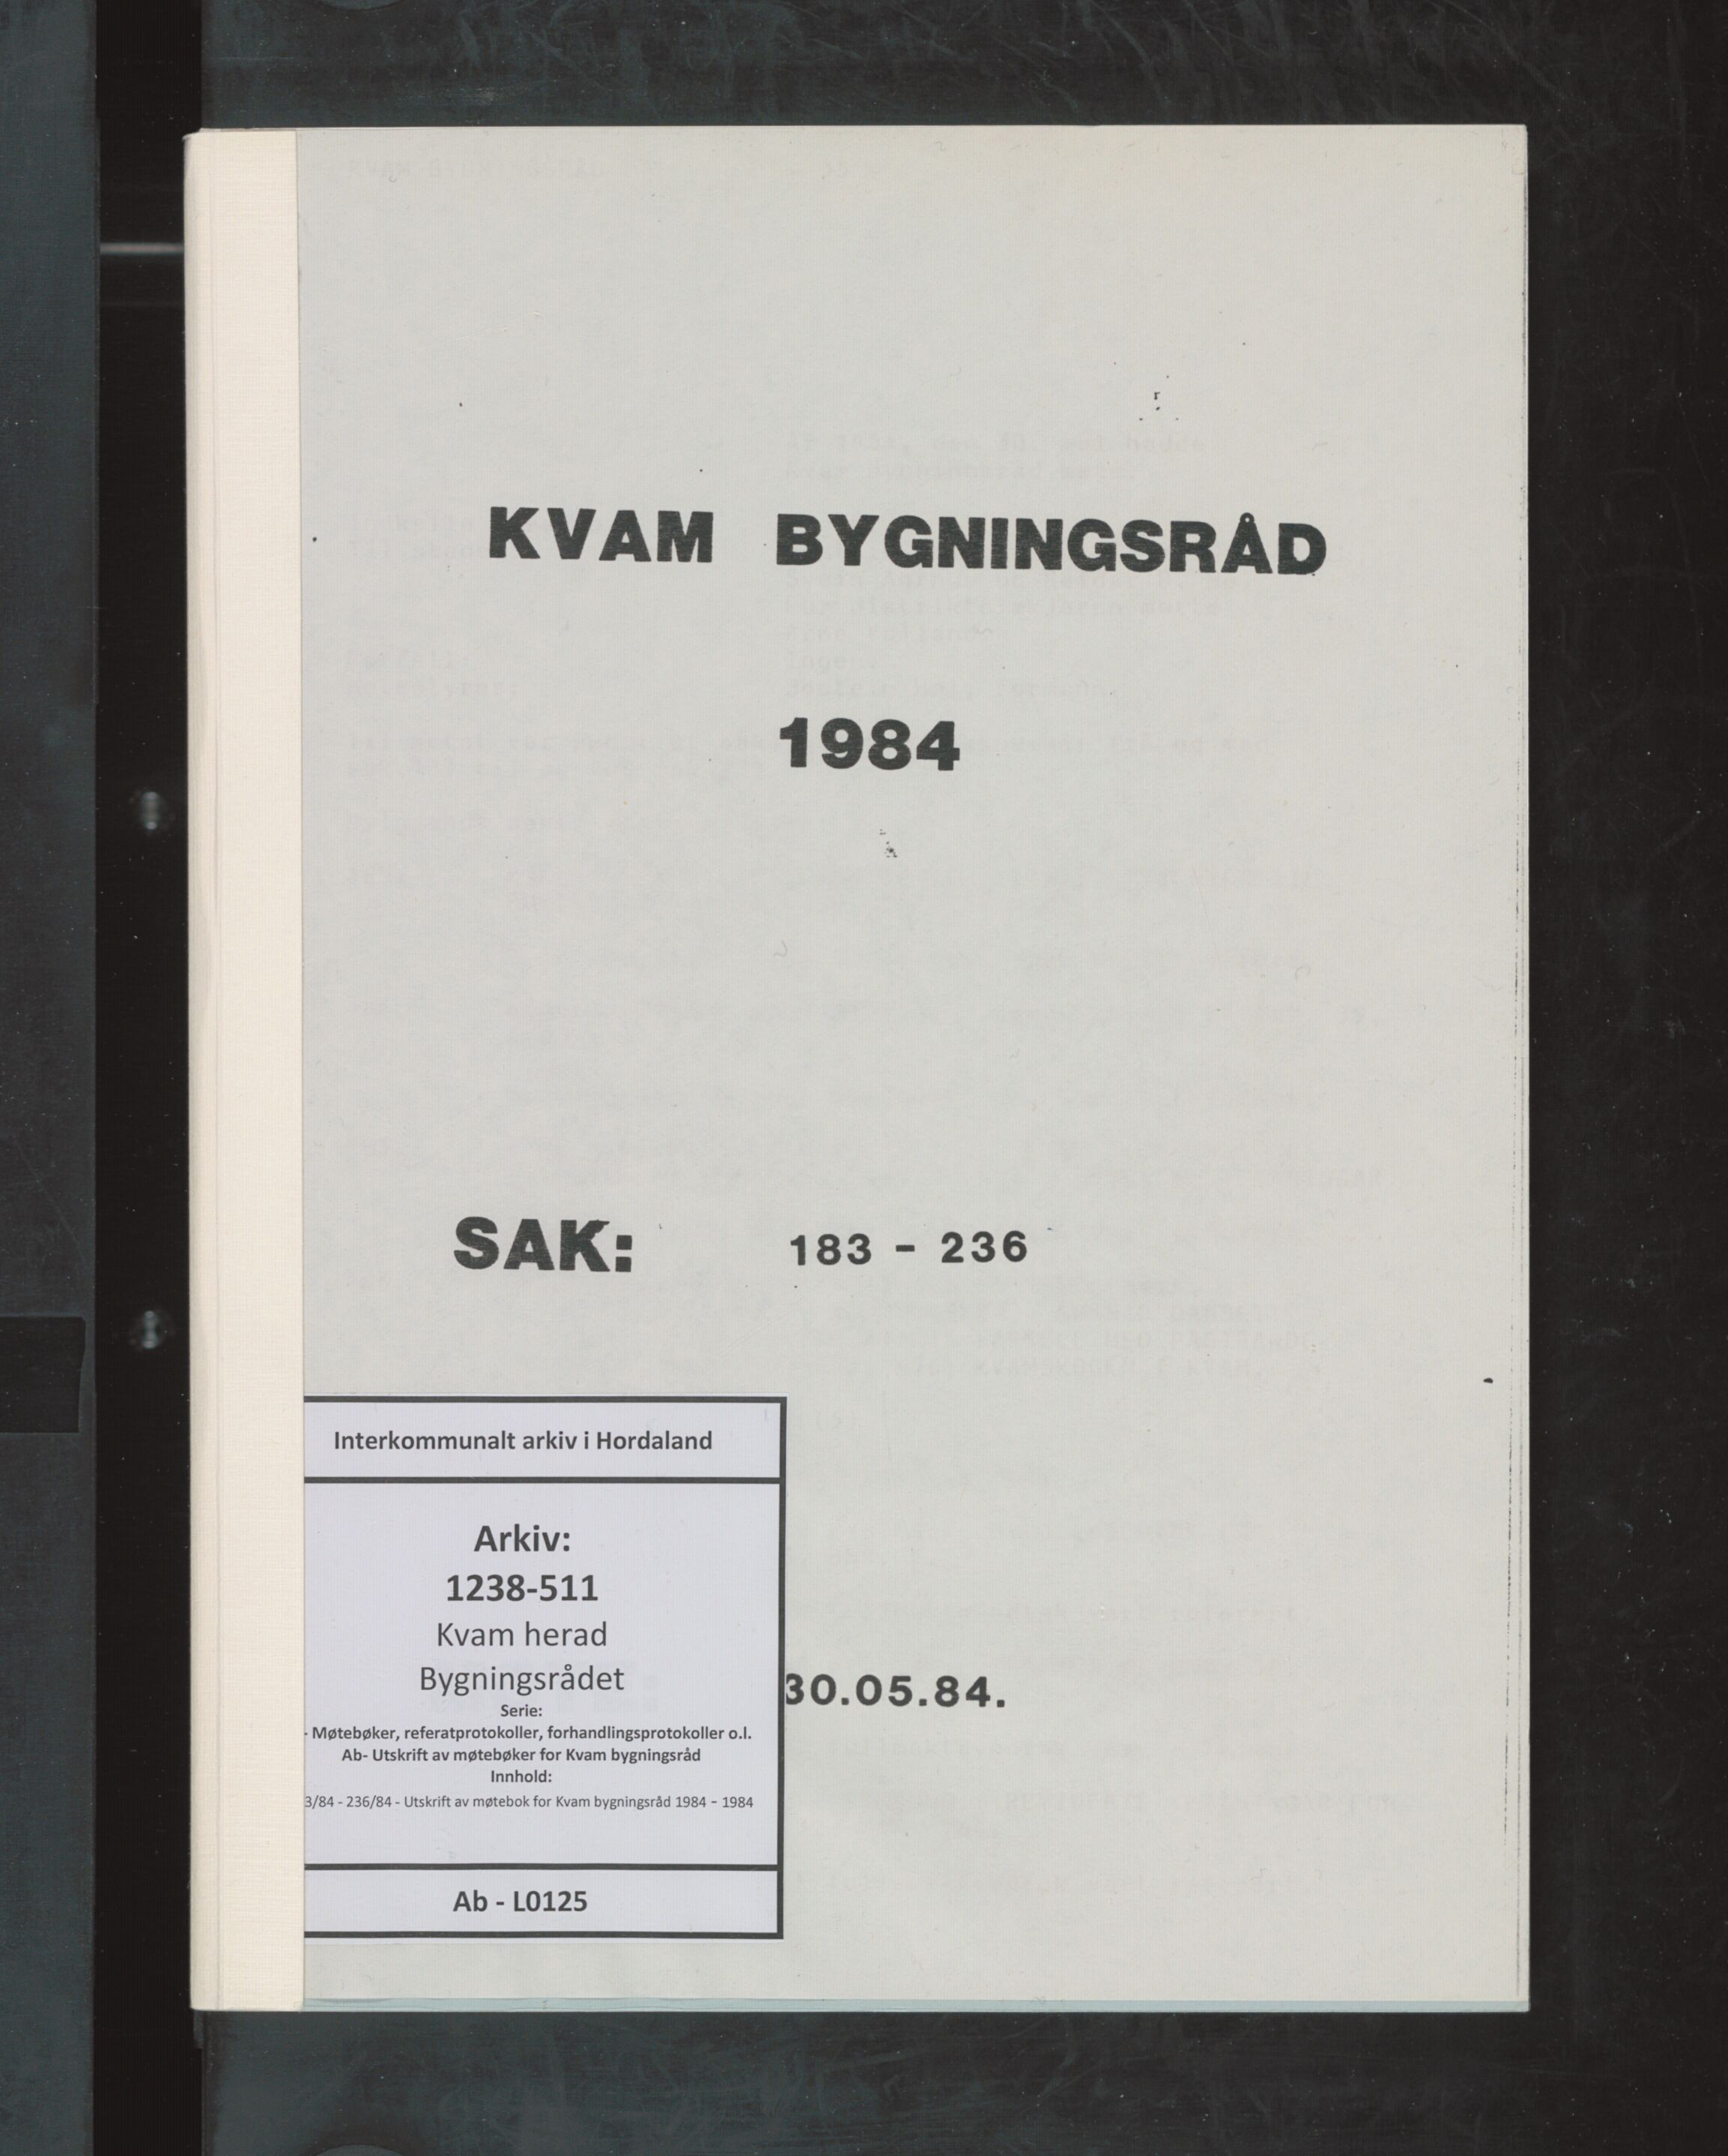 KVAM BYGNINGSRÅD
1984
SAK: 183 - 236
Interkommunalt arkiv i Hordaland
Arkiv:
1238-511
Kvam herad
Bygningsrådet
30.05.84.
Serie:
- Møtebøker, referatprotokoller, forhandlingsprotokoller o.l.
Ab- Utskrift av møtebøker for Kvam bygningsråd
Innhold:
3/84 - 236/84 - Utskrift av møtebok for Kvam bygningsråd 1984 - 1984
Ab - L0125